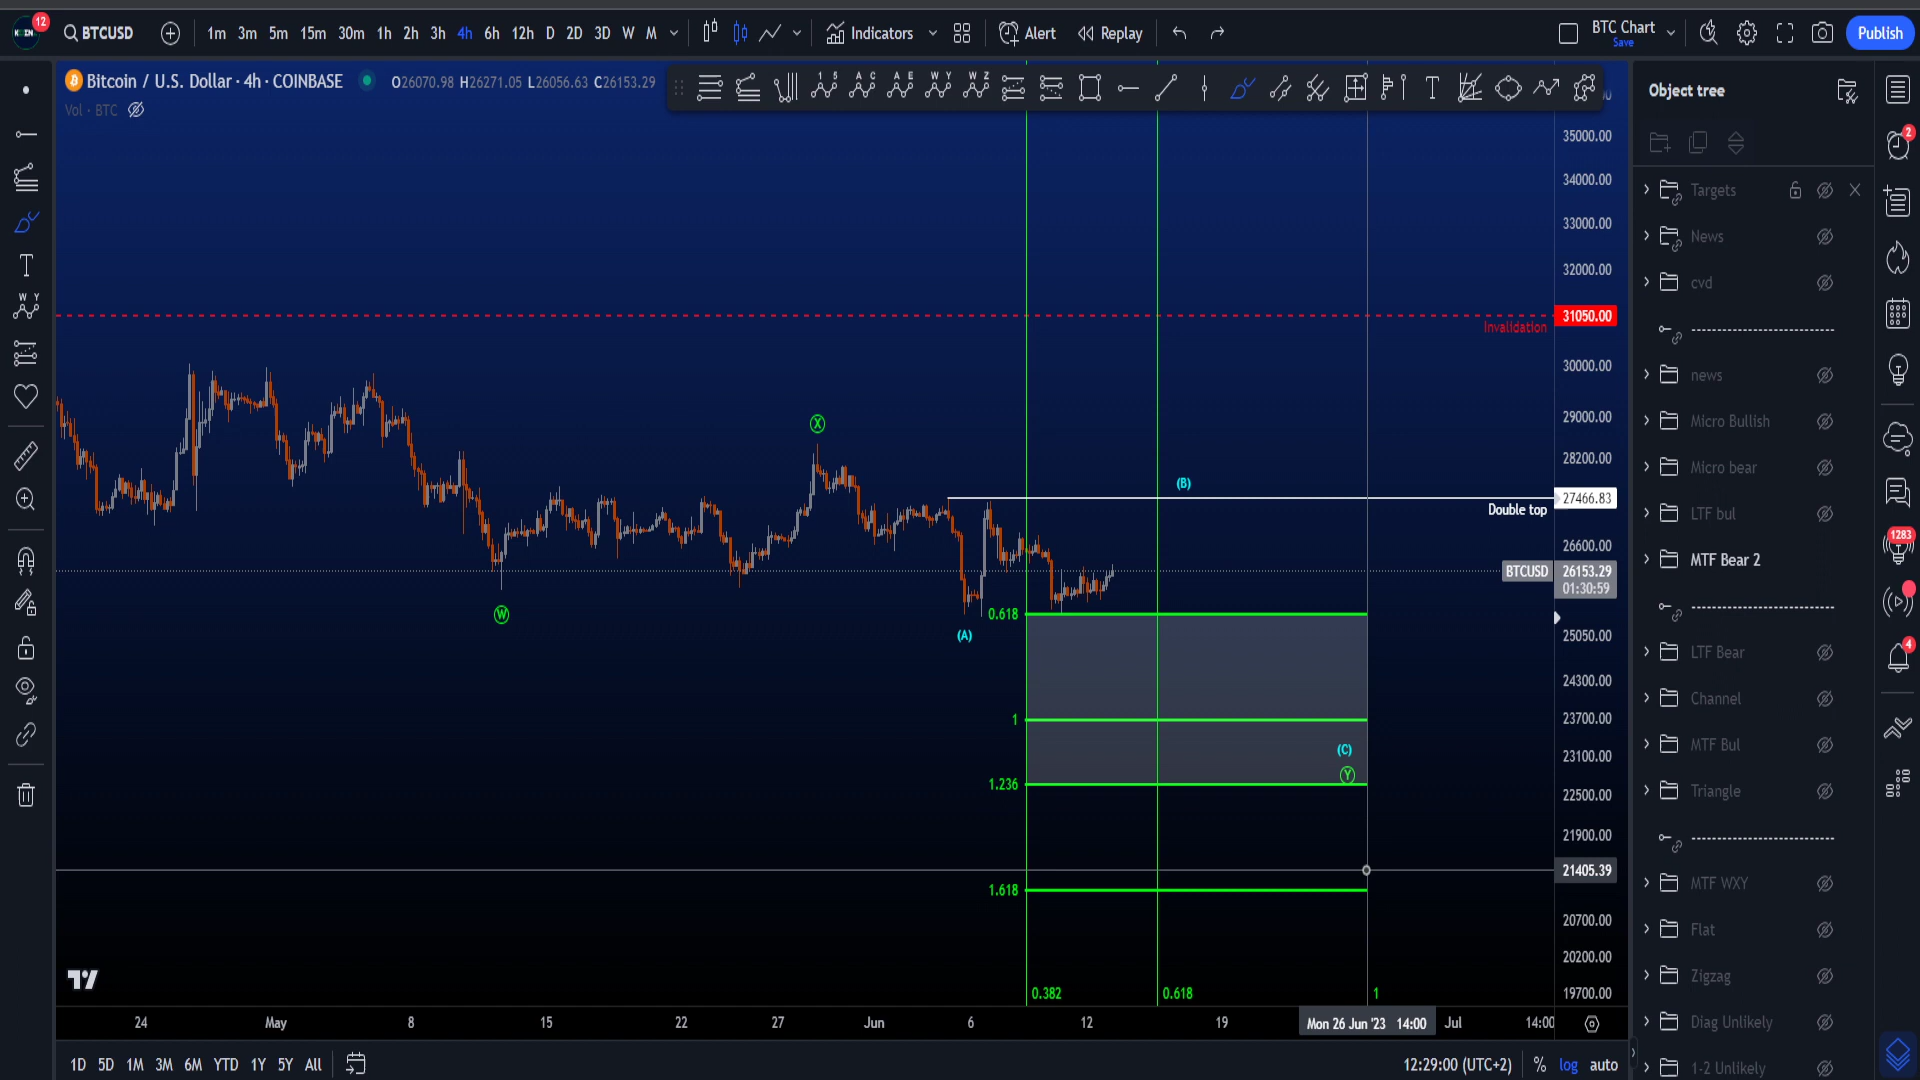 12
BTCUSD
1m 3m 5m 15m 30m 1h 2h 3h 4h 6h 12h D 2D 3D W M
Indicators
Alert
Replay
BTC Chart
Save
Publish
Bitcoin / U.S. Dollar · 4h · COINBASE
O26070.98 H26271.05 L26056.63 C26153.29
Vol · BTC
Object tree
Targets
News
cvd
news
Micro Bullish
Micro bear
LTF bul
MTF Bear 2
LTF Bear
Channel
MTF Bul
Triangle
MTF WXY
Flat
Zigzag
Diag Unlikely
1-2 Unlikely
2
1283
4
35000.00
34000.00
33000.00
32000.00
31050.00
Invalidation
30000.00
29000.00
28200.00
27466.83
Double top
26600.00
BTCUSD
26153.29
01:30:59
25050.00
24300.00
23700.00
23100.00
22500.00
21900.00
21405.39
20700.00
20200.00
19700.00
X
W
(A)
(B)
(C)
Y
0.618
1
1.236
1.618
0.382
0.618
1
24 May 8 15 22 27 Jun 6 12 19 Mon 26 Jun '23 14:00 Jul 14:00
1D 5D 1M 3M 6M YTD 1Y 5Y All
12:29:00 (UTC+2) % log auto